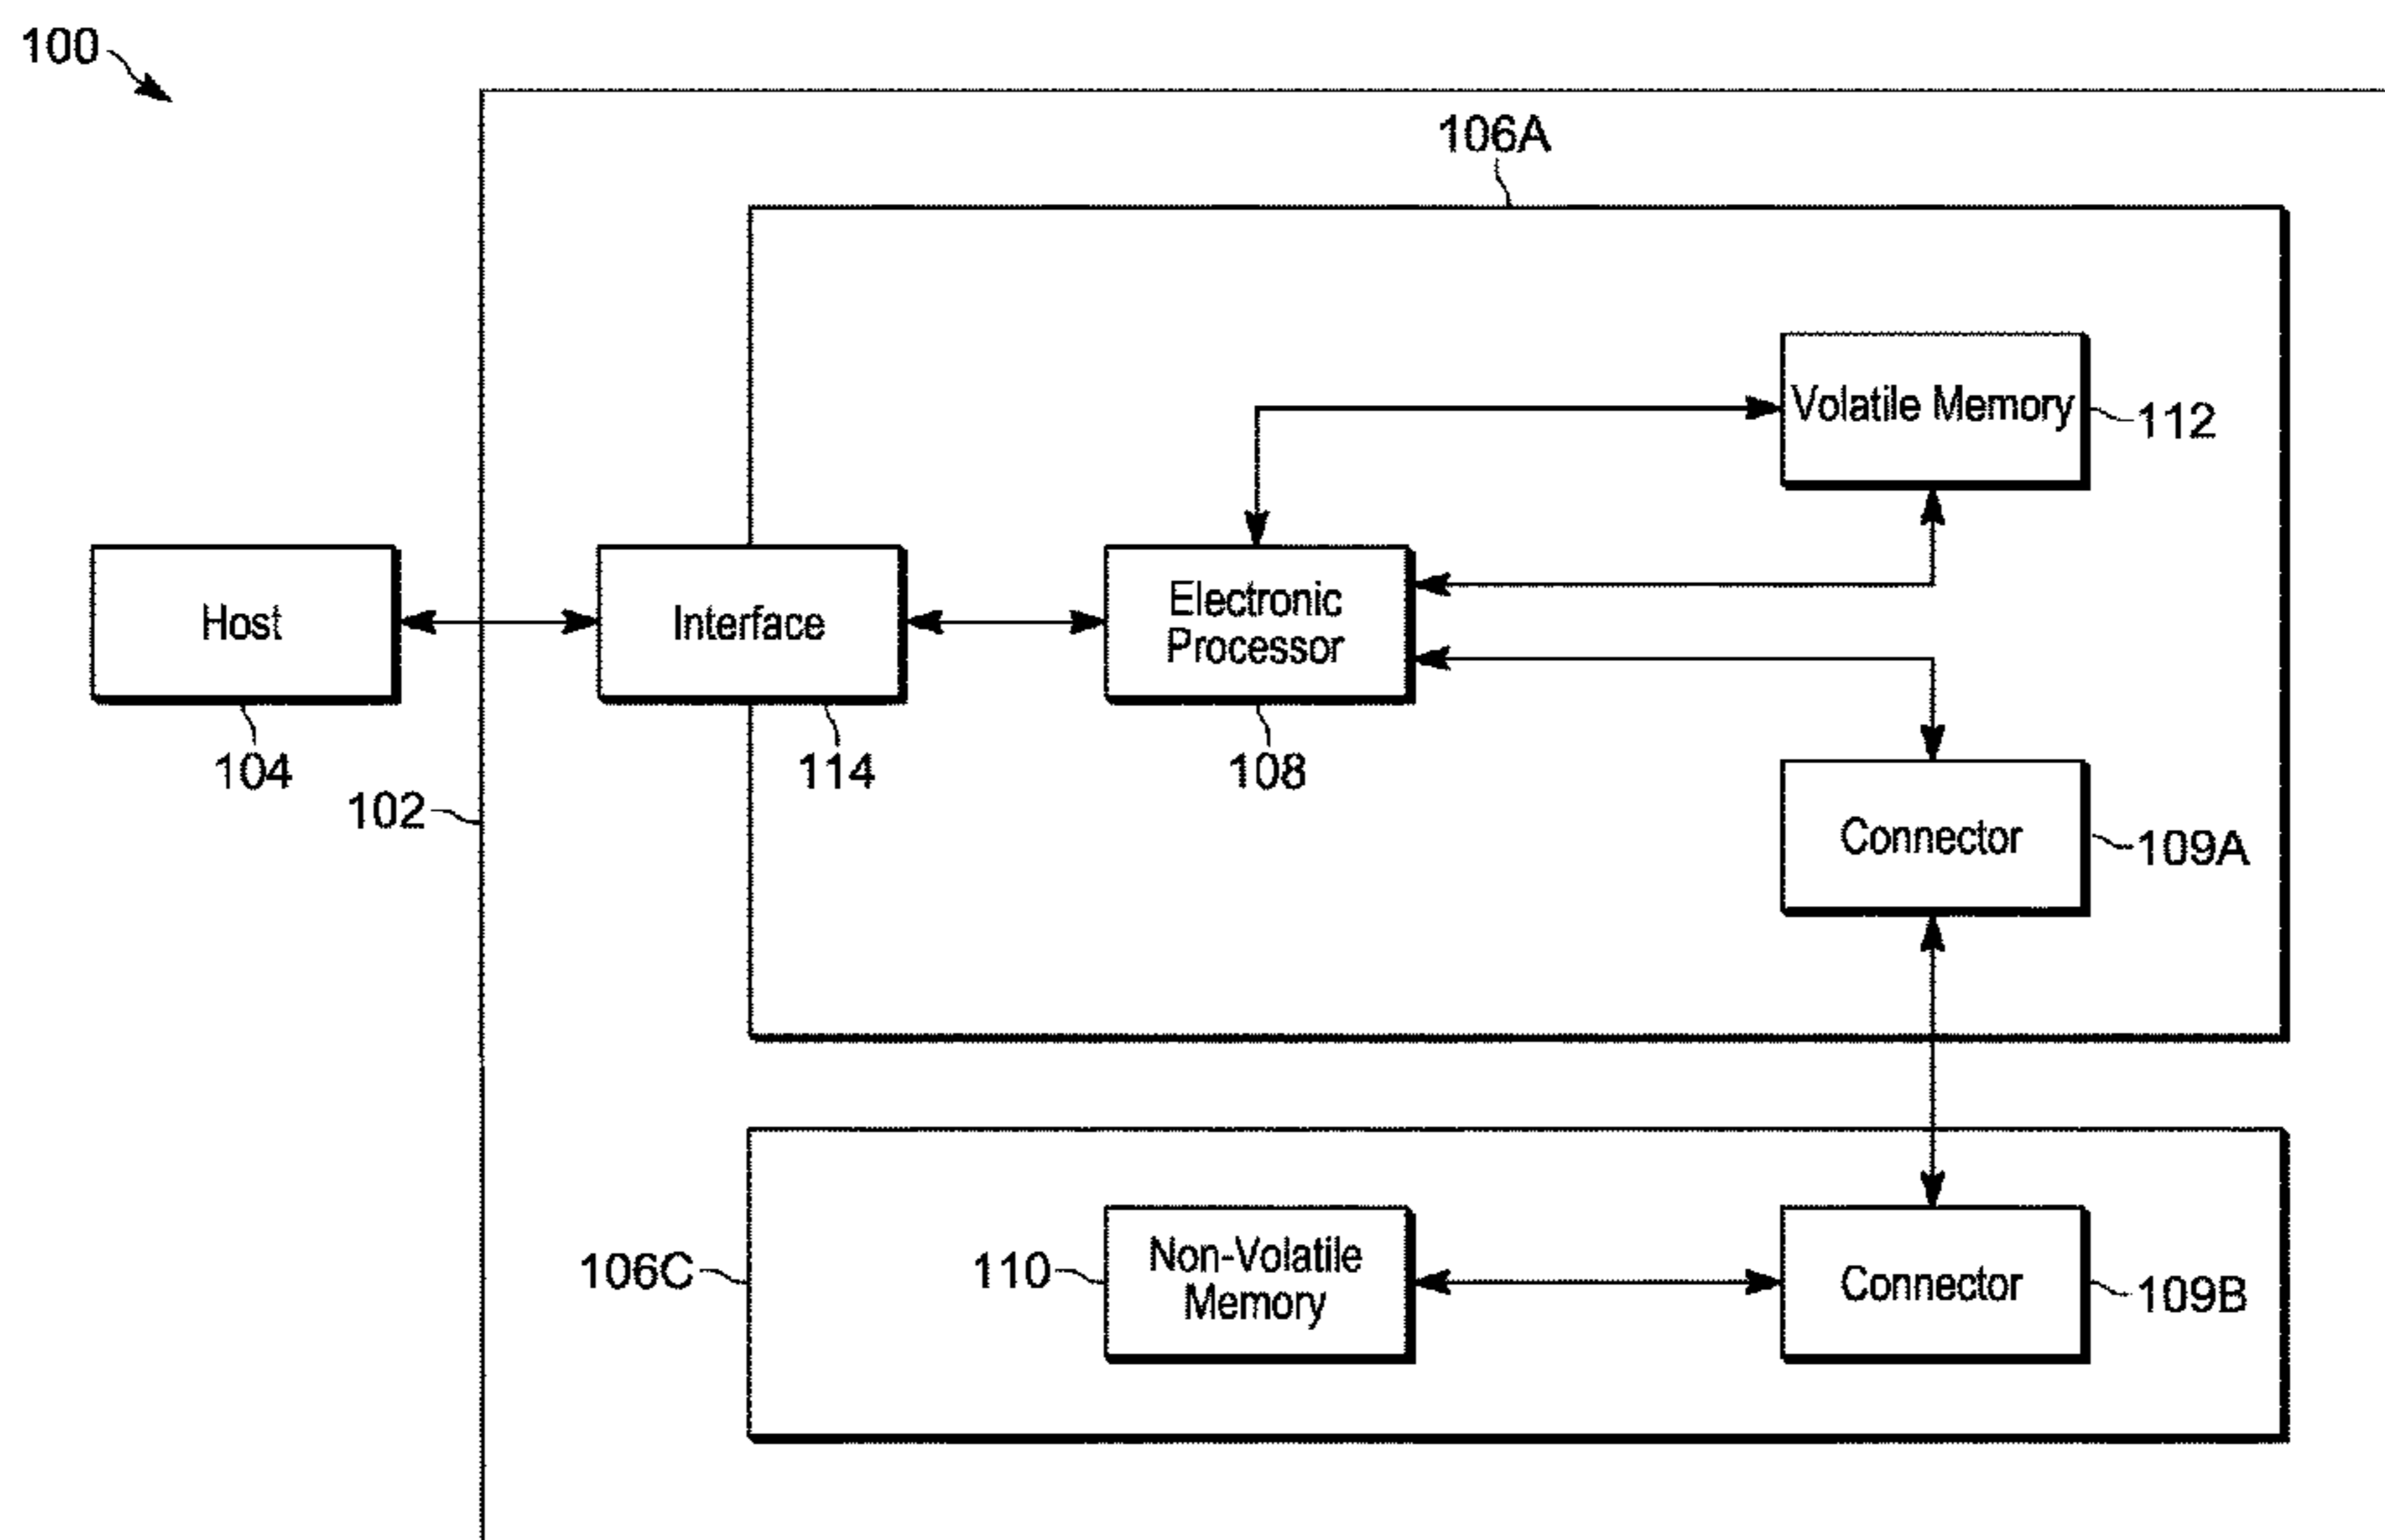 100
106A
Volatile Memory
112
Host
Interface
Electronic
Processor
104
114
108
102
Connector
109A
106C
110
Non-Volatile
Memory
Connector
109B